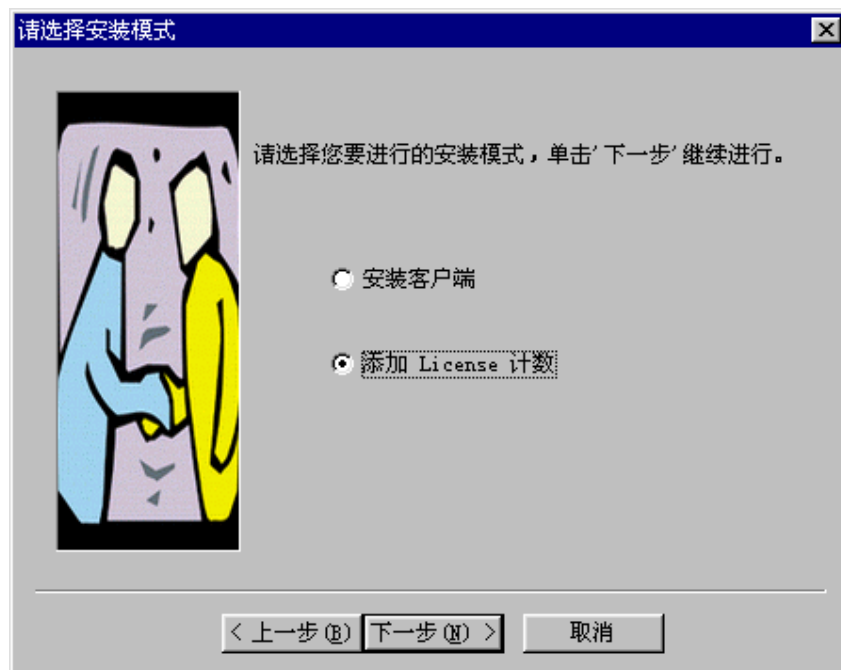 请选择安装模式
请选择您要进行的安装模式，单击'下一步'继续进行。
安装客户端
添加 License 计数
< 上一步(B)
下一步(N) >
取消